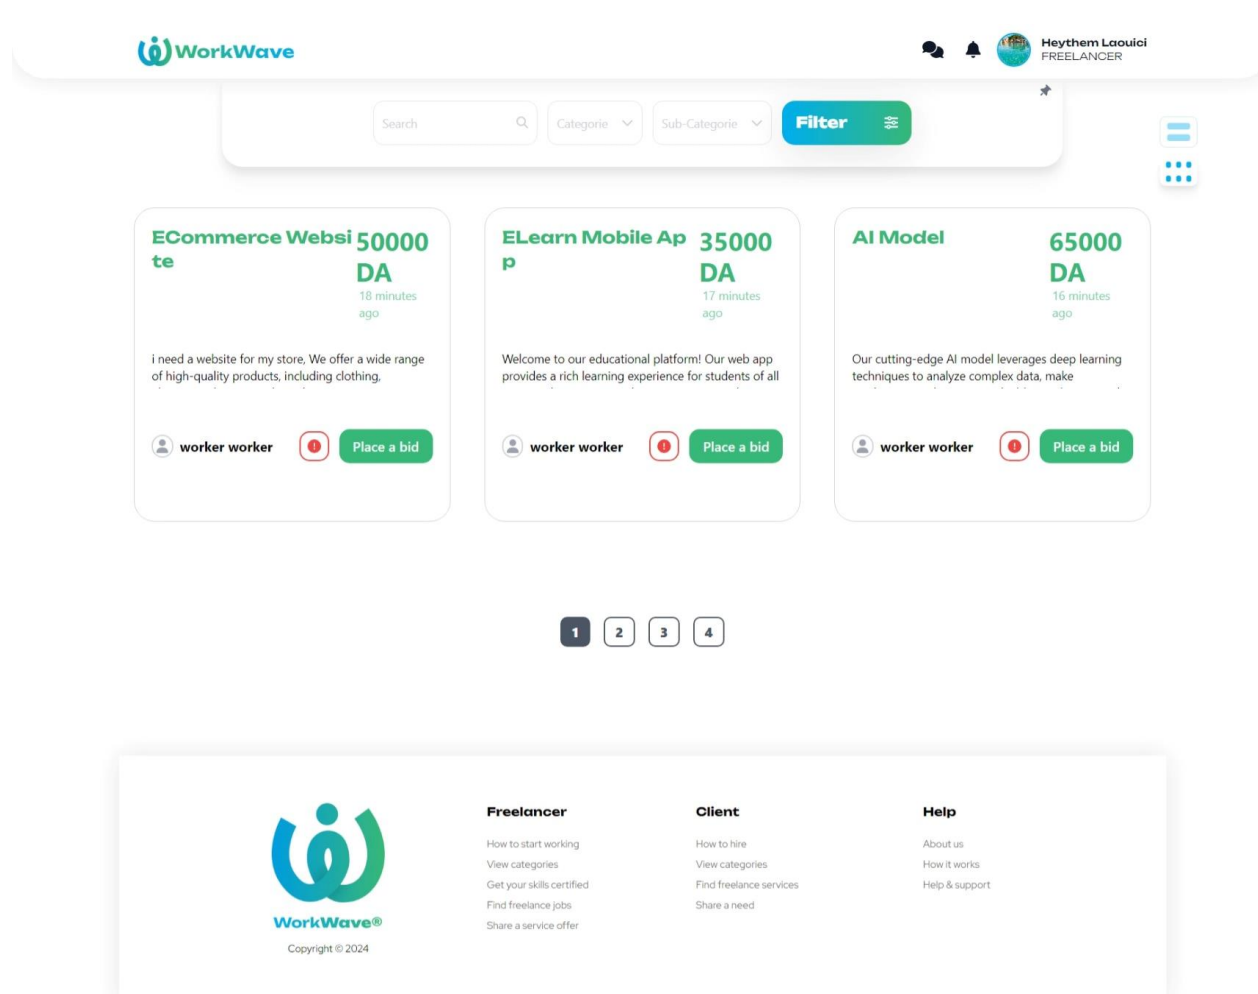 WorkWave
Heythem Laouici
FREELANCER
Search
Categorie
Sub-Categorie
Filter
ECommerce Websi
te
50000
DA
18 minutes
ago
i need a website for my store, We offer a wide range
of high-quality products, including clothing,
worker worker
Place a bid
ELearn Mobile Ap
p
35000
DA
17 minutes
ago
Welcome to our educational platform! Our web app
provides a rich learning experience for students of all
worker worker
Place a bid
AI Model
65000
DA
16 minutes
ago
Our cutting-edge AI model leverages deep learning
techniques to analyze complex data, make
worker worker
Place a bid
1 2 3 4
WorkWave®
Copyright © 2024
Freelancer
How to start working
View categories
Get your skills certified
Find freelance jobs
Share a service offer
Client
How to hire
View categories
Find freelance services
Share a need
Help
About us
How it works
Help & support